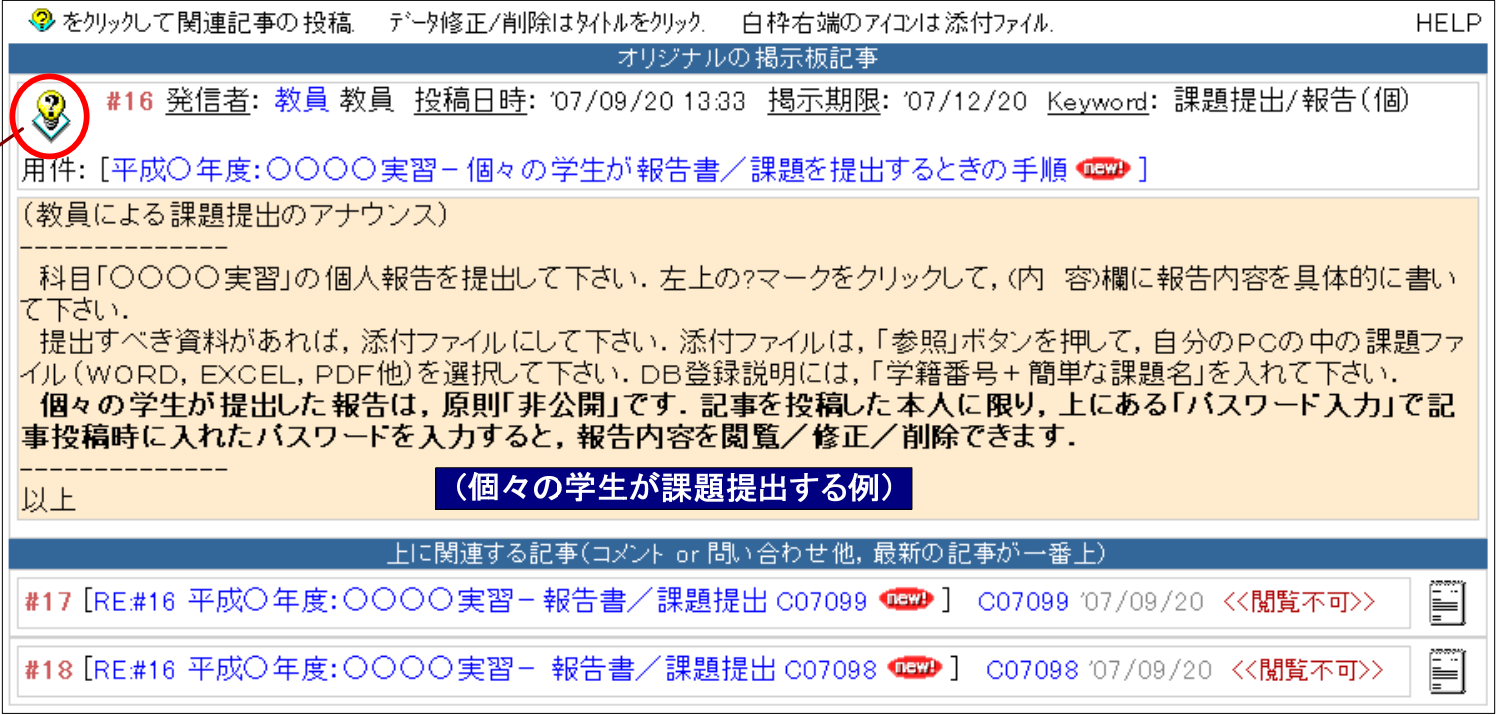 をクリックして関連記事の投稿. データ修正/削除はタイトルをクリック. 白枠右端のアイコンは添付ファイル. HELP
オリジナルの掲示板記事
#16 発信者: 教員 教員 投稿日時: '07/09/20 13:33 掲示期限: '07/12/20 Keyword: 課題提出/報告(個)
用件: [平成〇年度:〇〇〇〇実習－個々の学生が報告書／課題を提出するときの手順 new! ]
(教員による課題提出のアナウンス)
--------------
科目「〇〇〇〇実習」の個人報告を提出して下さい. 左上の?マークをクリックして, (内 容)欄に報告内容を具体的に書い
て下さい.
提出すべき資料があれば, 添付ファイルにして下さい. 添付ファイルは, 「参照」ボタンを押して, 自分のPCの中の課題ファ
イル(WORD, EXCEL, PDF他)を選択して下さい. DB登録説明には, 「学籍番号+簡単な課題名」を入れて下さい.
個々の学生が提出した報告は, 原則「非公開」です. 記事を投稿した本人に限り, 上にある「パスワード入力」で記
事投稿時に入れたパスワードを入力すると, 報告内容を閲覧／修正／削除できます.
--------------
以上
（個々の学生が課題提出する例）
上に関連する記事(コメント or 問い合わせ他, 最新の記事が一番上)
#17 [RE:#16 平成〇年度:〇〇〇〇実習－報告書／課題提出 C07099 new! ] C07099 '07/09/20 <<閲覧不可>>
#18 [RE:#16 平成〇年度:〇〇〇〇実習－ 報告書／課題提出 C07098 new! ] C07098 '07/09/20 <<閲覧不可>>